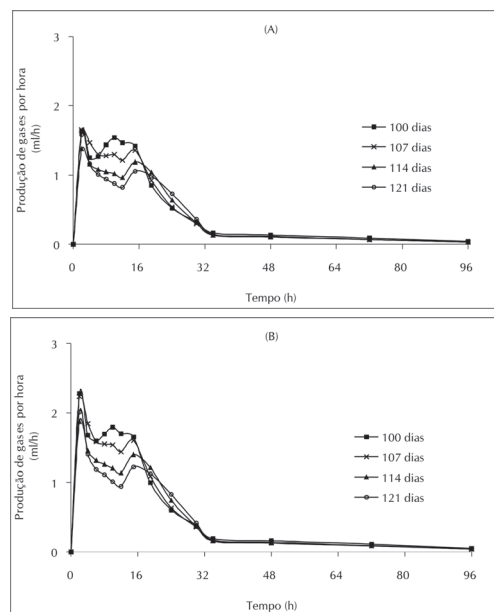 (A)
Produção de gases por hora
(ml/h)
3
2
1
0
100 dias
107 dias
114 dias
121 dias
0 16 32 48 64 80 96
Tempo (h)
(B)
Produção de gases por hora
(ml/h)
3
2
1
0
100 dias
107 dias
114 dias
121 dias
0 16 32 48 64 80 96
Tempo (h)